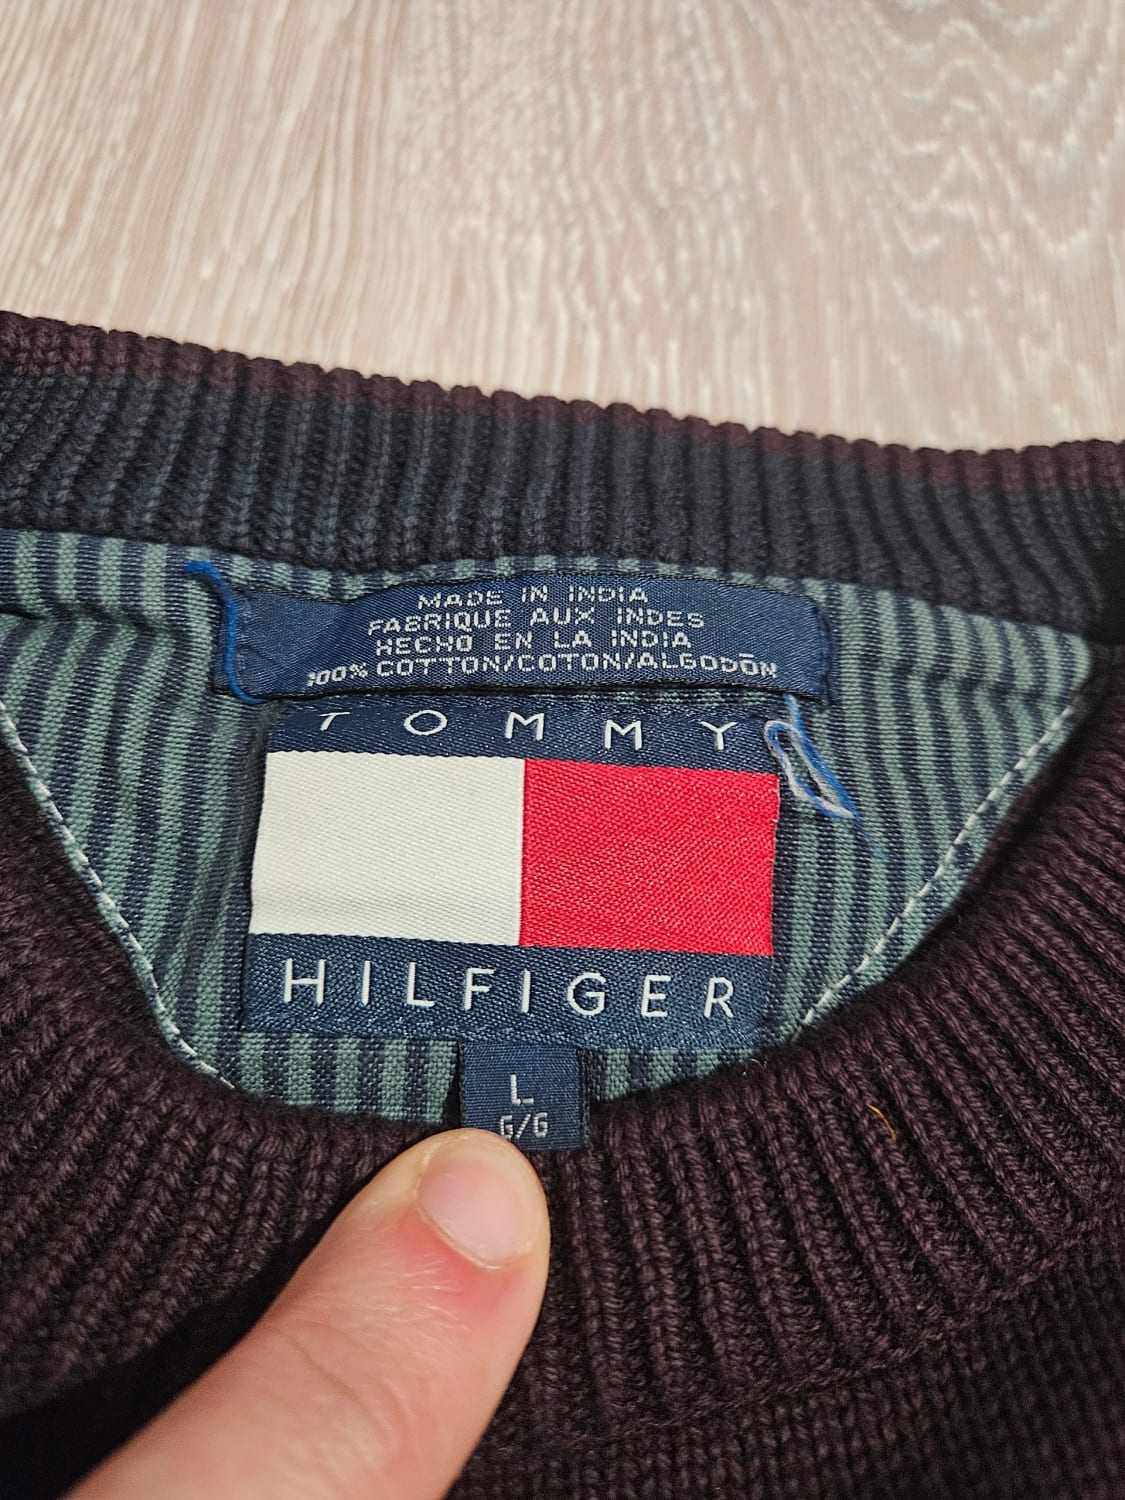 MADE IN INDIA
FABRIQUE AUX INDES
HECHO EN LA INDIA
100% COTTON/COTON/ALGODÓN
TOMMY
HILFIGER
L
G/G